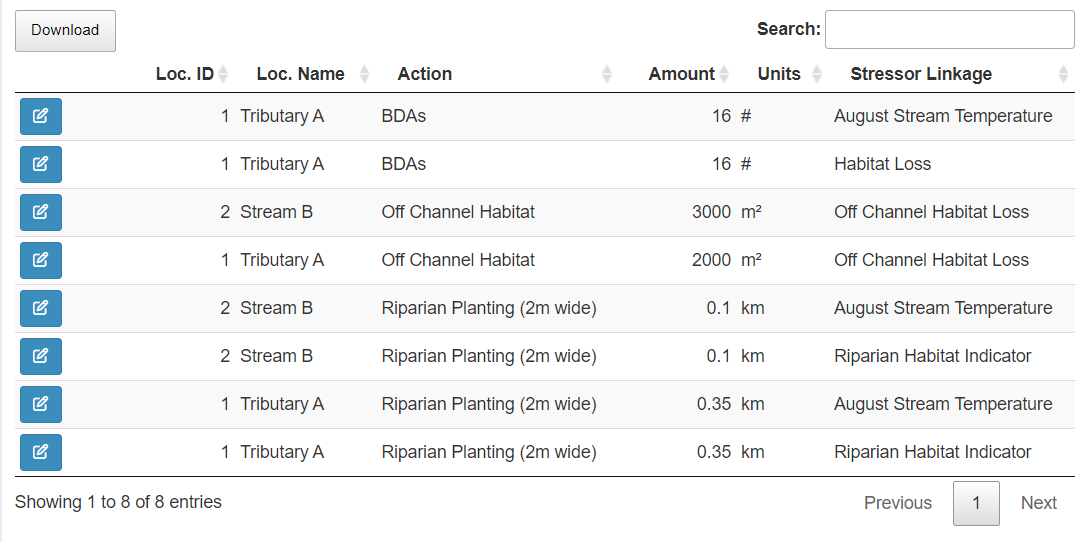 Download Search:
Loc. ID Loc. Name Action Amount Units Stressor Linkage
1 Tributary A BDAs 16 # August Stream Temperature
1 Tributary A BDAs 16 # Habitat Loss
2 Stream B Off Channel Habitat 3000 m² Off Channel Habitat Loss
1 Tributary A Off Channel Habitat 2000 m² Off Channel Habitat Loss
2 Stream B Riparian Planting (2m wide) 0.1 km August Stream Temperature
2 Stream B Riparian Planting (2m wide) 0.1 km Riparian Habitat Indicator
1 Tributary A Riparian Planting (2m wide) 0.35 km August Stream Temperature
1 Tributary A Riparian Planting (2m wide) 0.35 km Riparian Habitat Indicator
Showing 1 to 8 of 8 entries Previous 1 Next